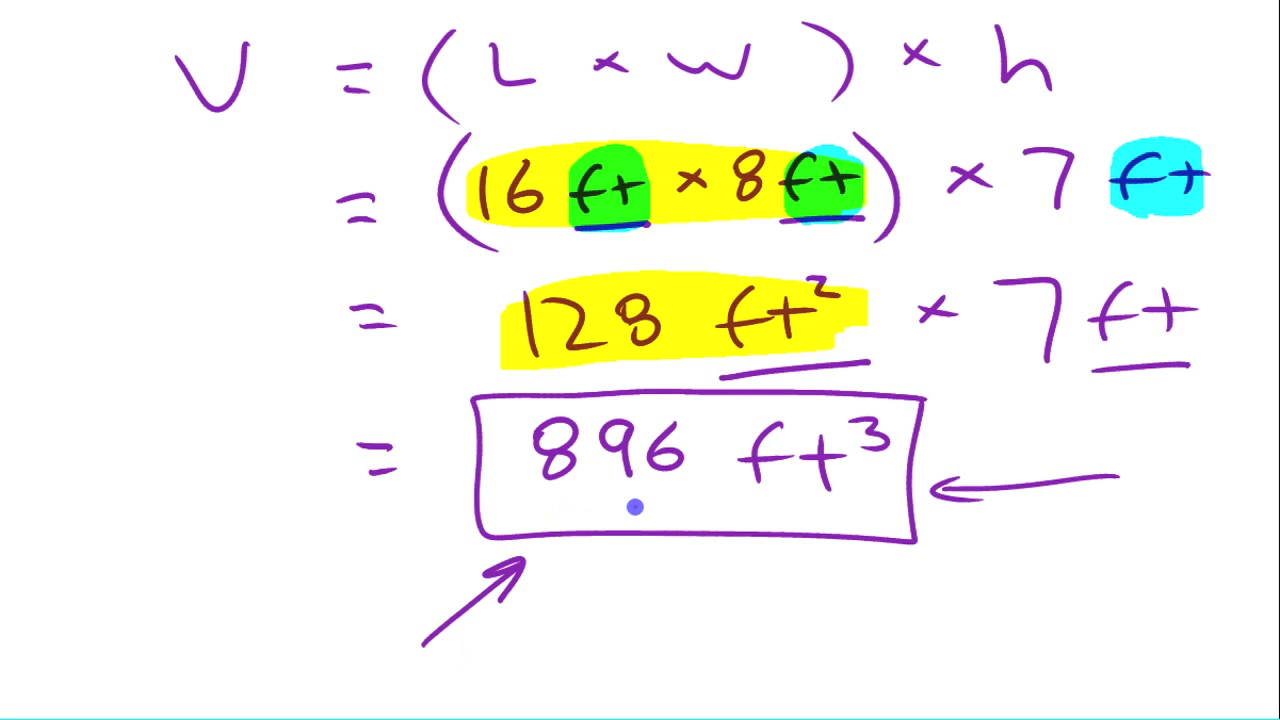 V = (L × W) × h
= (16 ft × 8 ft) × 7 ft
= 128 ft² × 7 ft
= 896 ft³